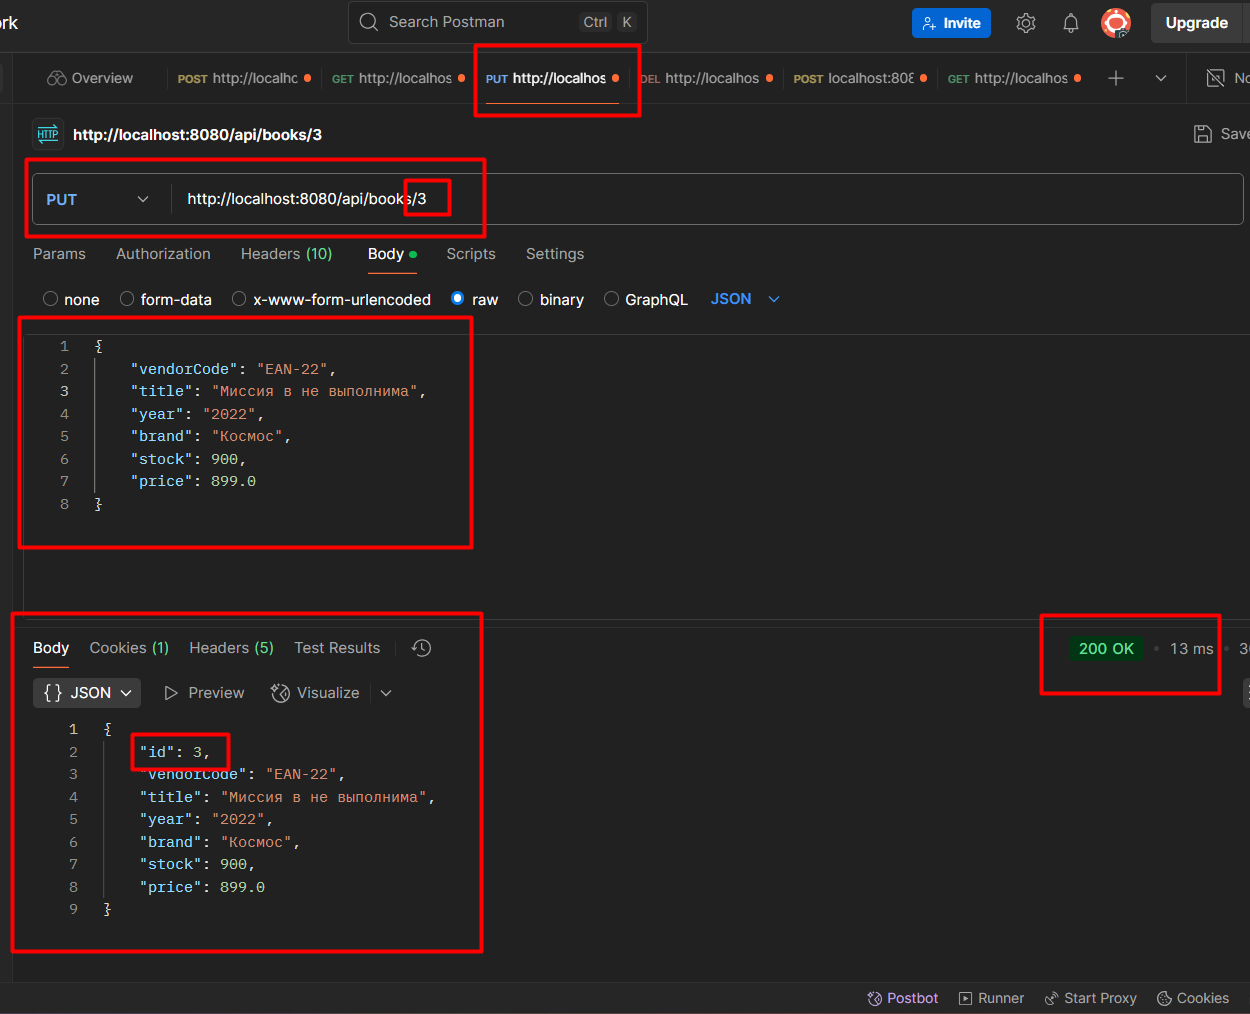 rk
Search Postman Ctrl K
Invite
Upgrade
Overview POST http://localhc GET http://localhos PUT http://localhos DEL http://localhos POST localhost:808 GET http://localhos No
HTTP http://localhost:8080/api/books/3 Save
PUT http://localhost:8080/api/books/3
Params Authorization Headers (10) Body Scripts Settings
none form-data x-www-form-urlencoded raw binary GraphQL JSON
1 {
2 "vendorCode": "EAN-22",
3 "title": "Миссия в не выполнима",
4 "year": "2022",
5 "brand": "Космос",
6 "stock": 900,
7 "price": 899.0
8 }
Body Cookies (1) Headers (5) Test Results 200 OK • 13 ms • 30
{} JSON Preview Visualize
1 {
2 "id": 3,
3 "vendorCode": "EAN-22",
4 "title": "Миссия в не выполнима",
5 "year": "2022",
6 "brand": "Космос",
7 "stock": 900,
8 "price": 899.0
9 }
Postbot Runner Start Proxy Cookies